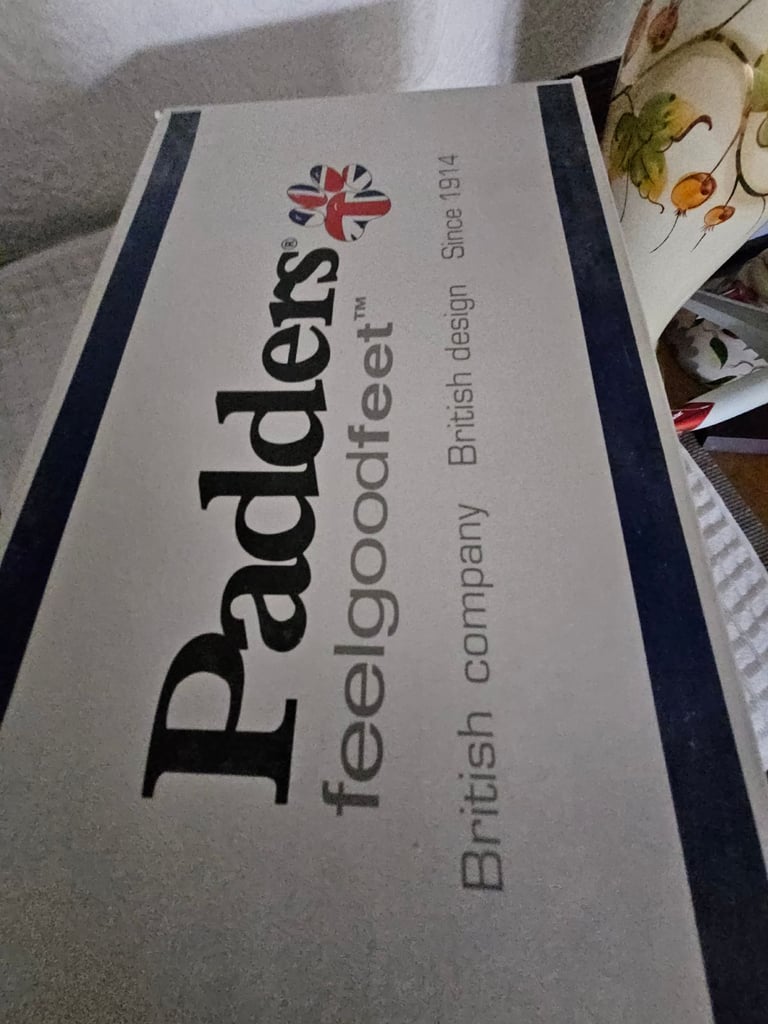 Padders®
feelgoodfeet™
British company British design Since 1914